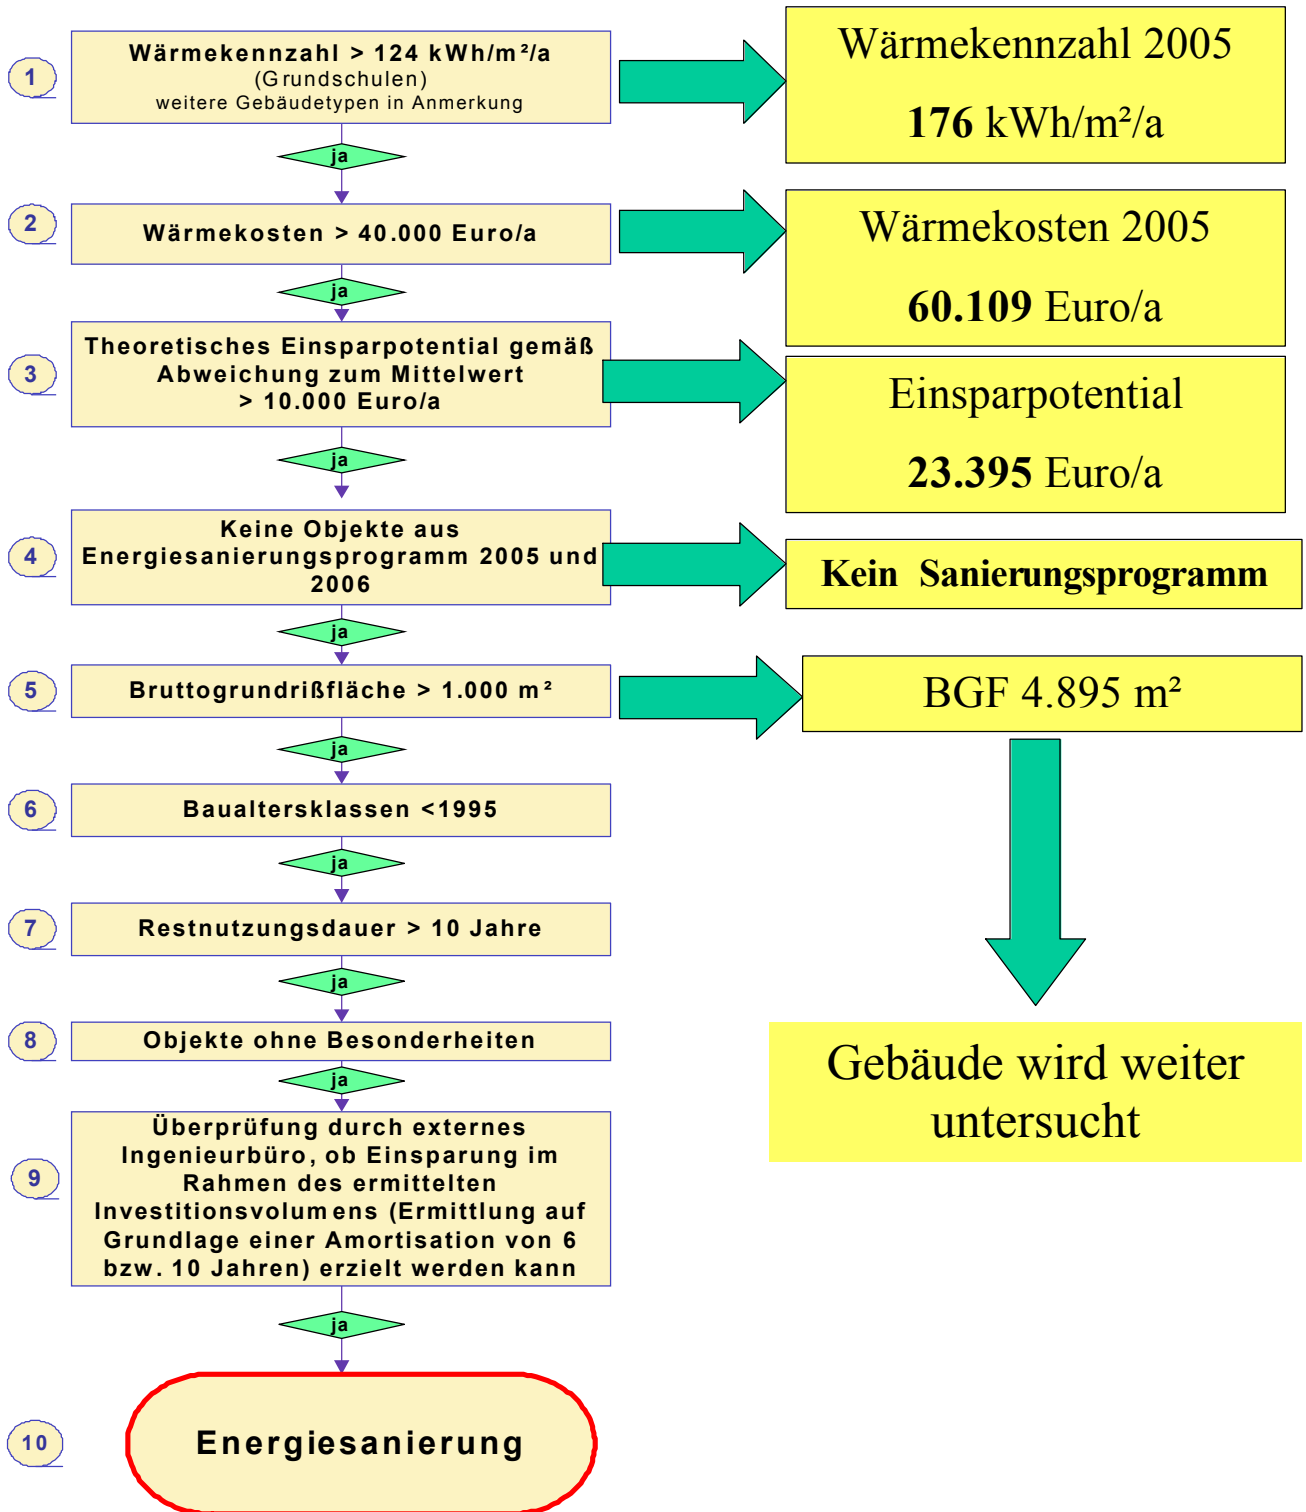 1
Wärmekennzahl > 124 kWh/m²/a
(Grundschulen)
weitere Gebäudetypen in Anmerkung
Wärmekennzahl 2005
176 kWh/m²/a
ja
2
Wärmekosten > 40.000 Euro/a
Wärmekosten 2005
60.109 Euro/a
ja
3
Theoretisches Einsparpotential gemäß
Abweichung zum Mittelwert
> 10.000 Euro/a
Einsparpotential
23.395 Euro/a
ja
4
Keine Objekte aus
Energiesanierungsprogramm 2005 und
2006
Kein Sanierungsprogramm
ja
5
Bruttogrundrißfläche > 1.000 m²
BGF 4.895 m²
ja
6
Baualtersklassen <1995
ja
7
Restnutzungsdauer > 10 Jahre
ja
8
Objekte ohne Besonderheiten
Gebäude wird weiter
untersucht
ja
9
Überprüfung durch externes
Ingenieurbüro, ob Einsparung im
Rahmen des ermittelten
Investitionsvolumens (Ermittlung auf
Grundlage einer Amortisation von 6
bzw. 10 Jahren) erzielt werden kann
ja
10
Energiesanierung